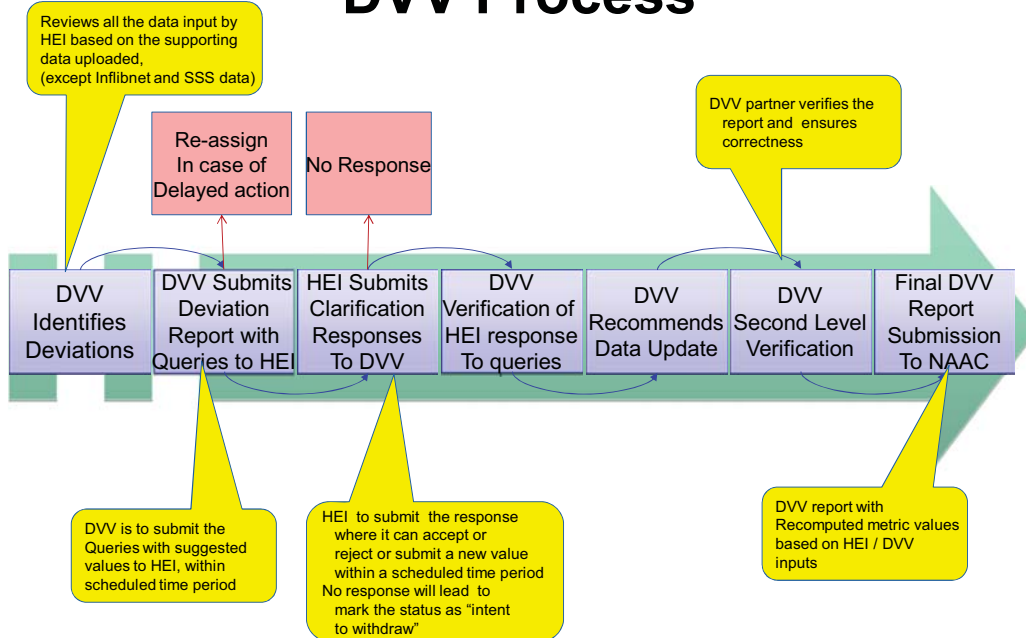 DVV Process
Reviews all the data input by
HEI based on the supporting
data uploaded,
(except Inflibnet and SSS data)
Re-assign
In case of
Delayed action
No Response
DVV partner verifies the
report and ensures
correctness
DVV
Identifies
Deviations
DVV Submits
Deviation
Report with
Queries to HEI
HEI Submits
Clarification
Responses
To DVV
DVV
Verification of
HEI response
To queries
DVV
Recommends
Data Update
DVV
Second Level
Verification
Final DVV
Report
Submission
To NAAC
DVV is to submit the
Queries with suggested
values to HEI, within
scheduled time period
HEI to submit the response
where it can accept or
reject or submit a new value
within a scheduled time period
No response will lead to
mark the status as “intent
to withdraw”
DVV report with
Recomputed metric values
based on HEI / DVV
inputs